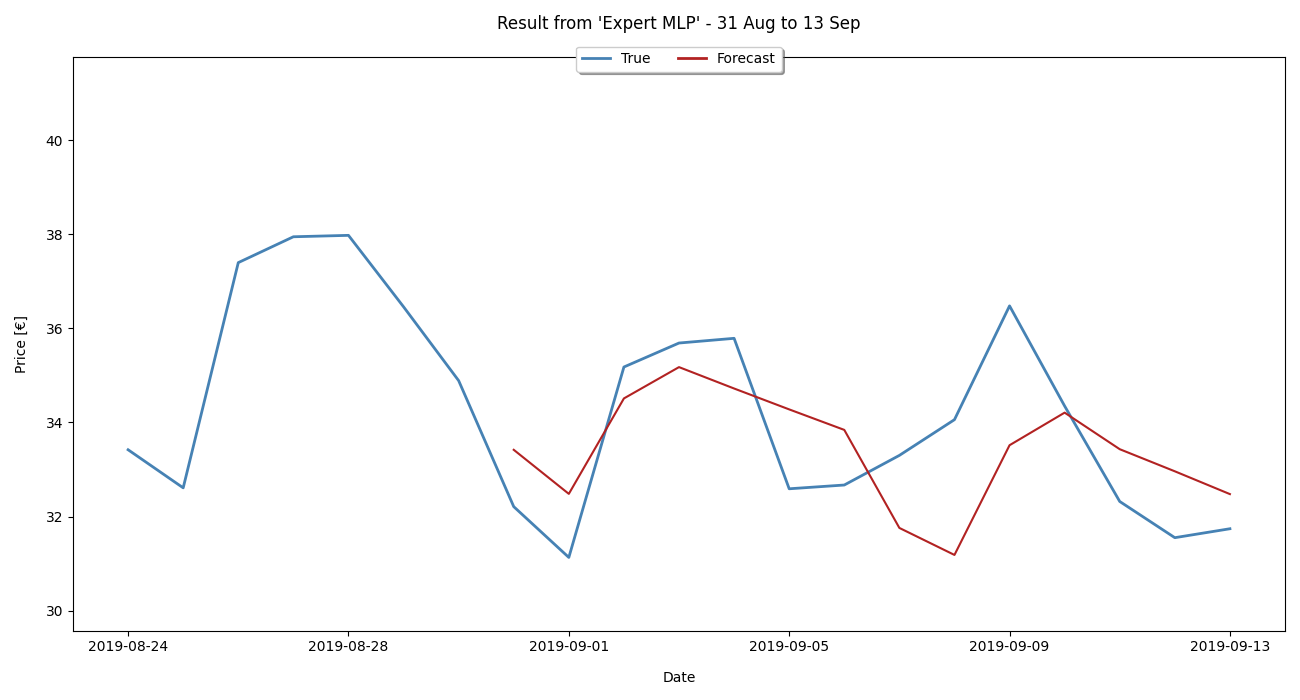 Result from 'Expert MLP' - 31 Aug to 13 Sep
True Forecast
40
38
36
34
32
30
Price [€]
2019-08-24 2019-08-28 2019-09-01 2019-09-05 2019-09-09 2019-09-13
Date